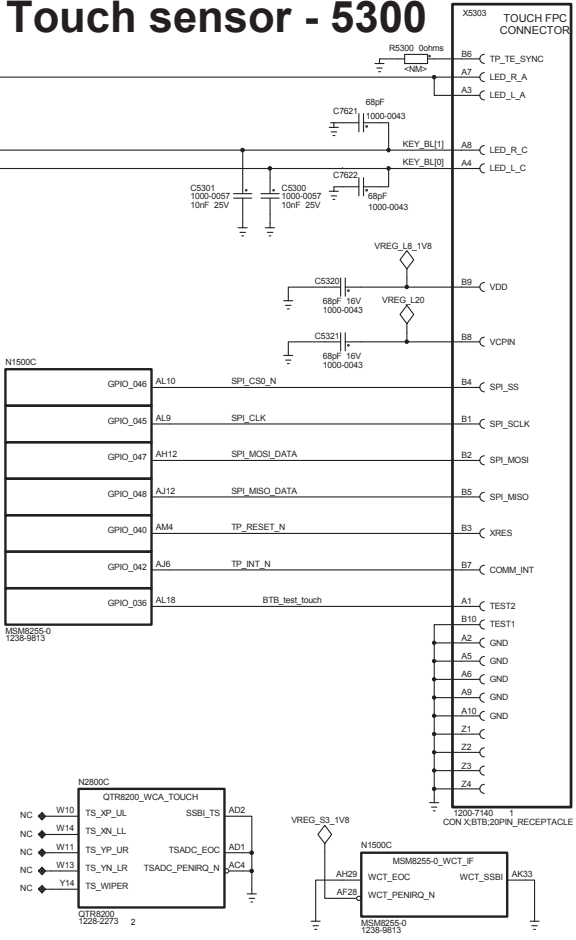 Touch sensor - 5300
X5303
TOUCH FPC
CONNECTOR
R5300 0ohms
<NM>
B6 TP_TE_SYNC
A7 LED_R_A
A3 LED_L_A
68pF
C7621
1000-0043
KEY_BL[1] A8 LED_R_C
KEY_BL[0] A4 LED_L_C
C7622
68pF
1000-0043
C5301
1000-0057
10nF 25V
C5300
1000-0057
10nF 25V
VREG_L8_1V8
C5320
68pF 16V
1000-0043
B9 VDD
VREG_L20
C5321
68pF 16V
1000-0043
B8 VCPIN
N1500C
GPIO_046 AL10 SPI_CS0_N B4 SPI_SS
GPIO_045 AL9 SPI_CLK B1 SPI_SCLK
GPIO_047 AH12 SPI_MOSI_DATA B2 SPI_MOSI
GPIO_048 AJ12 SPI_MISO_DATA B5 SPI_MISO
GPIO_040 AM4 TP_RESET_N B3 XRES
GPIO_042 AJ6 TP_INT_N B7 COMM_INT
GPIO_036 AL18 BTB_test_touch A1 TEST2
MSM8255-0
1238-9813
B10 TEST1
A2 GND
A5 GND
A6 GND
A9 GND
A10 GND
Z1
Z2
Z3
Z4
1200-7140 1
CON X;BTB;20PIN_RECEPTACLE
N2800C
QTR8200_WCA_TOUCH
NC W10 TS_XP_UL SSBI_TS AD2
NC W14 TS_XN_LL
NC W11 TS_YP_UR TSADC_EOC AD1
NC W13 TS_YN_LR TSADC_PENIRQ_N AC4
NC Y14 TS_WIPER
QTR8200
1228-2273 2
VREG_S3_1V8
N1500C
MSM8255-0_WCT_IF
AH29 WCT_EOC WCT_SSBI AK33
AF28 WCT_PENIRQ_N
MSM8255-0
1238-9813